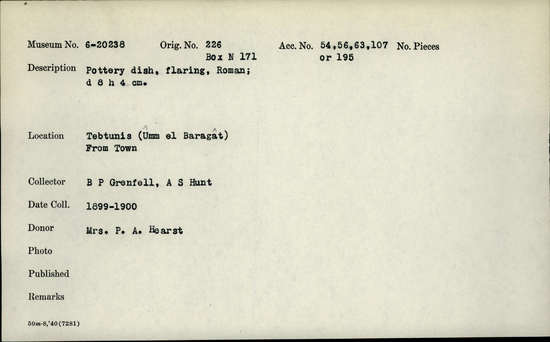 Museum No. 6-20238 Orig. No. 226 Acc. No. 54,56,63,107 No. Pieces
Box N 171 or 195
Description Pottery dish, flaring, Roman;
d 8 h 4 cm.
Location Tebtunis (Ûmm el Baragât)
From Town
Collector B P Grenfell, A S Hunt
Date Coll. 1899-1900
Donor Mrs. P. A. Hearst
Photo
Published
Remarks
50m-8,'40(7281)